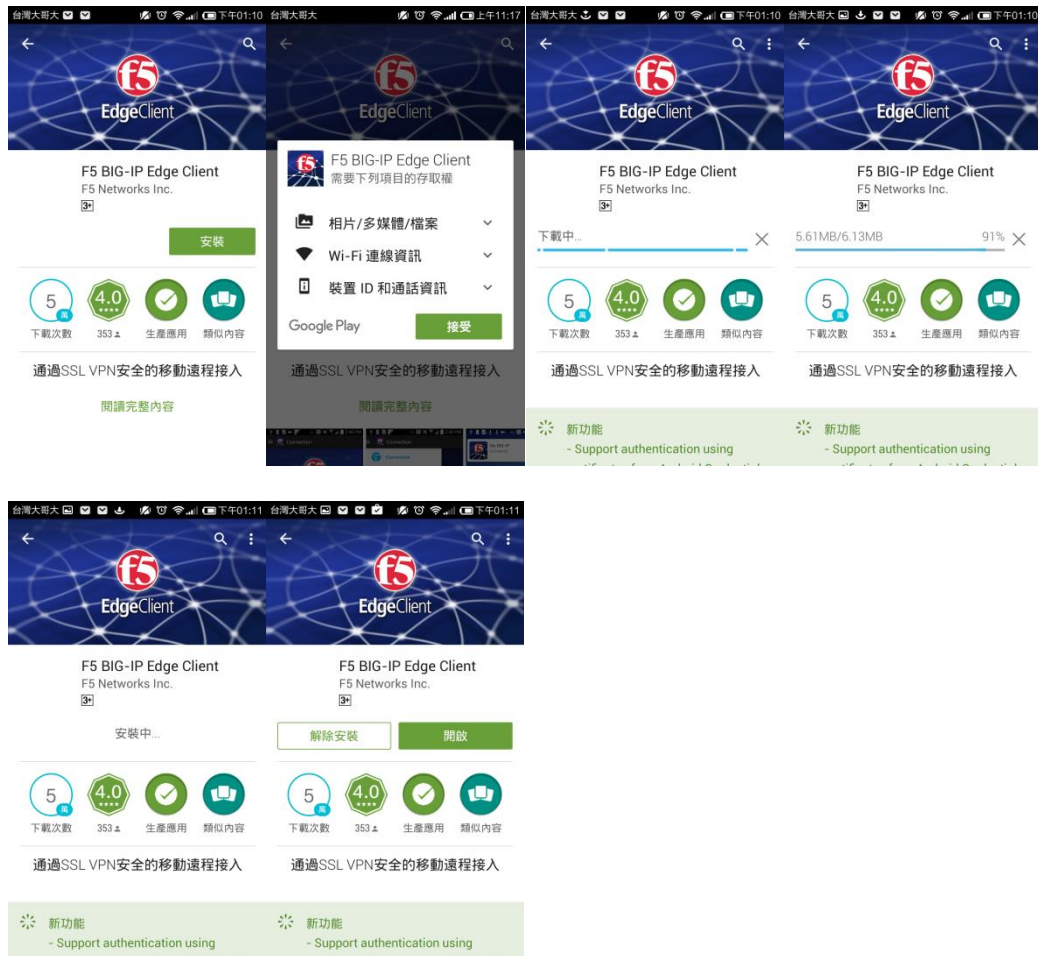 台灣大哥大 下午01:10
f5
EdgeClient
F5 BIG-IP Edge Client
F5 Networks Inc.
3+
安裝
5 萬 4.0
下載次數 353 生產應用 類似內容
通過SSL VPN安全的移動遠程接入
閱讀完整內容
台灣大哥大 上午11:17
f5
EdgeClient
F5 BIG-IP Edge Client
需要下列項目的存取權
相片/多媒體/檔案
Wi-Fi 連線資訊
裝置 ID 和通話資訊
Google Play 接受
通過SSL VPN安全的移動遠程接入
閱讀完整內容
Connection
Connection
台灣大哥大 下午01:10
f5
EdgeClient
F5 BIG-IP Edge Client
F5 Networks Inc.
3+
下載中...
5 萬 4.0
下載次數 353 生產應用 類似內容
通過SSL VPN安全的移動遠程接入
新功能
- Support authentication using
台灣大哥大 下午01:10
f5
EdgeClient
F5 BIG-IP Edge Client
F5 Networks Inc.
3+
5.61MB/6.13MB 91%
5 萬 4.0
下載次數 353 生產應用 類似內容
通過SSL VPN安全的移動遠程接入
新功能
- Support authentication using
台灣大哥大 下午01:11
f5
EdgeClient
F5 BIG-IP Edge Client
F5 Networks Inc.
3+
安裝中...
5 萬 4.0
下載次數 353 生產應用 類似內容
通過SSL VPN安全的移動遠程接入
新功能
- Support authentication using
台灣大哥大 下午01:11
f5
EdgeClient
F5 BIG-IP Edge Client
F5 Networks Inc.
3+
解除安裝 開啟
5 萬 4.0
下載次數 353 生產應用 類似內容
通過SSL VPN安全的移動遠程接入
新功能
- Support authentication using